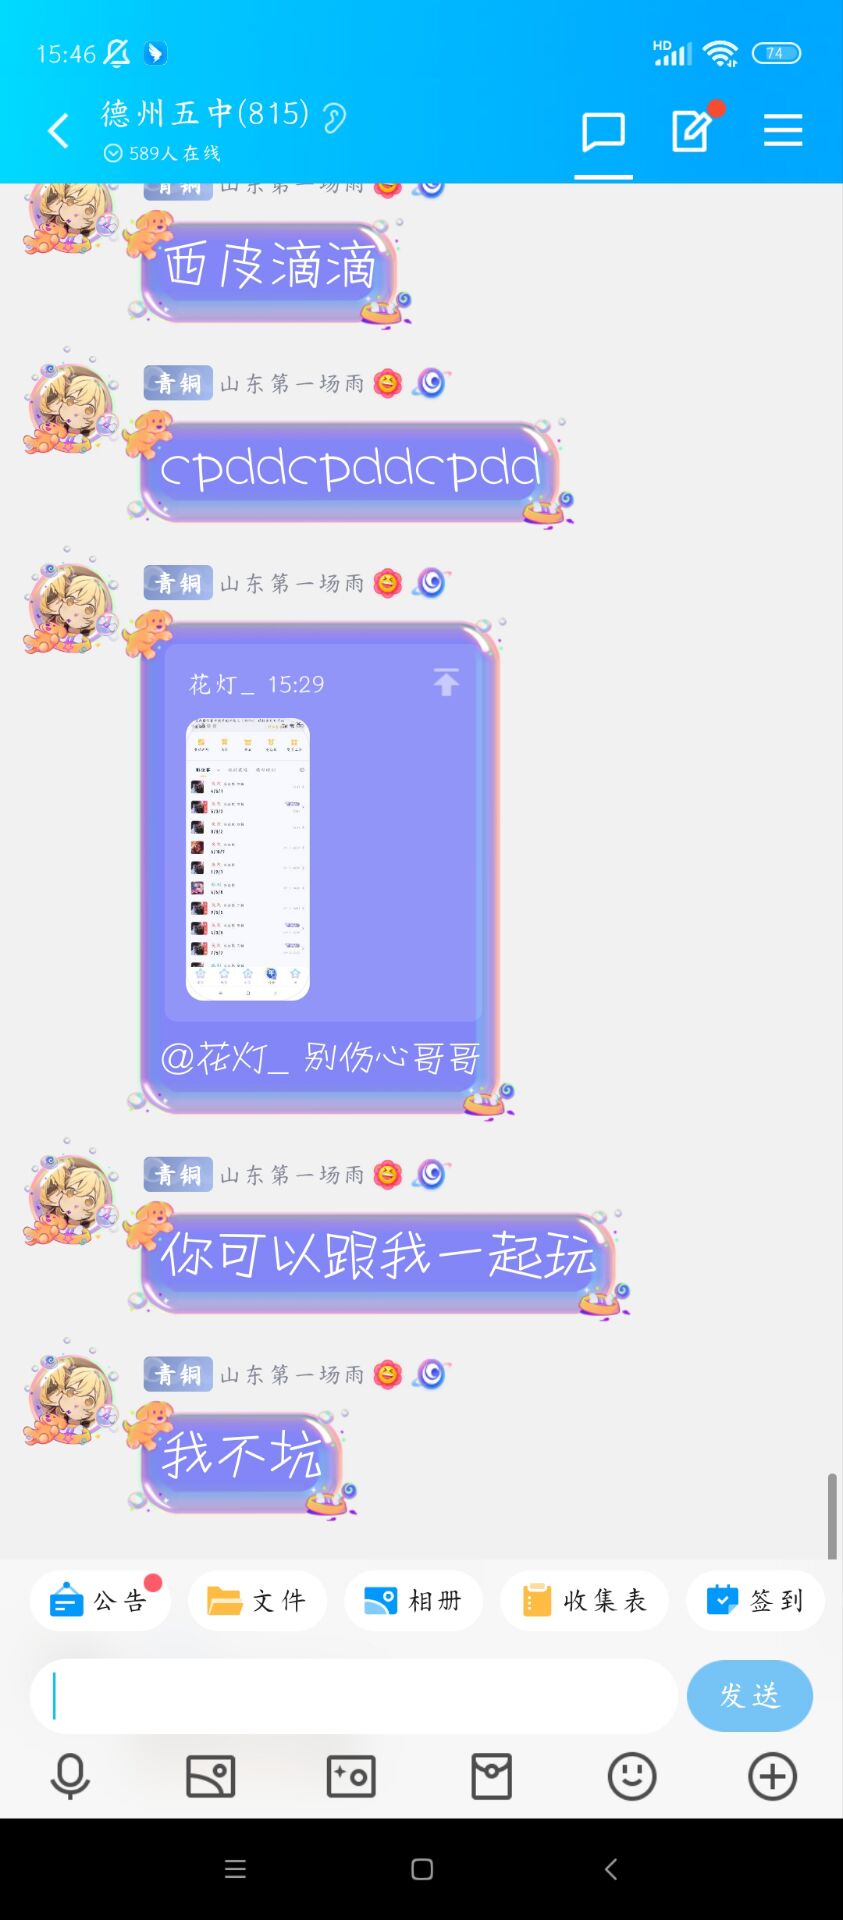 15:46
HD
74
德州五中(815)
589人在线
青铜 山东第一场雨
西皮滴滴
青铜 山东第一场雨
cpddcpddcpdd
青铜 山东第一场雨
花灯_ 15:29
@花灯_ 别伤心哥哥
青铜 山东第一场雨
你可以跟我一起玩
青铜 山东第一场雨
我不坑
公告 文件 相册 收集表 签到
发送